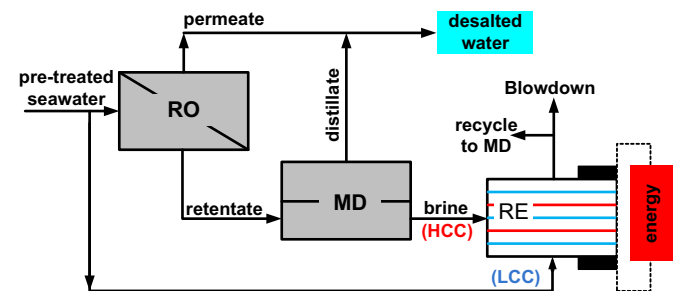 permeate
desalted
water
pre-treated
seawater
RO
distillate
Blowdown
recycle
to MD
retentate
MD
brine
(HCC)
RE
energy
(LCC)